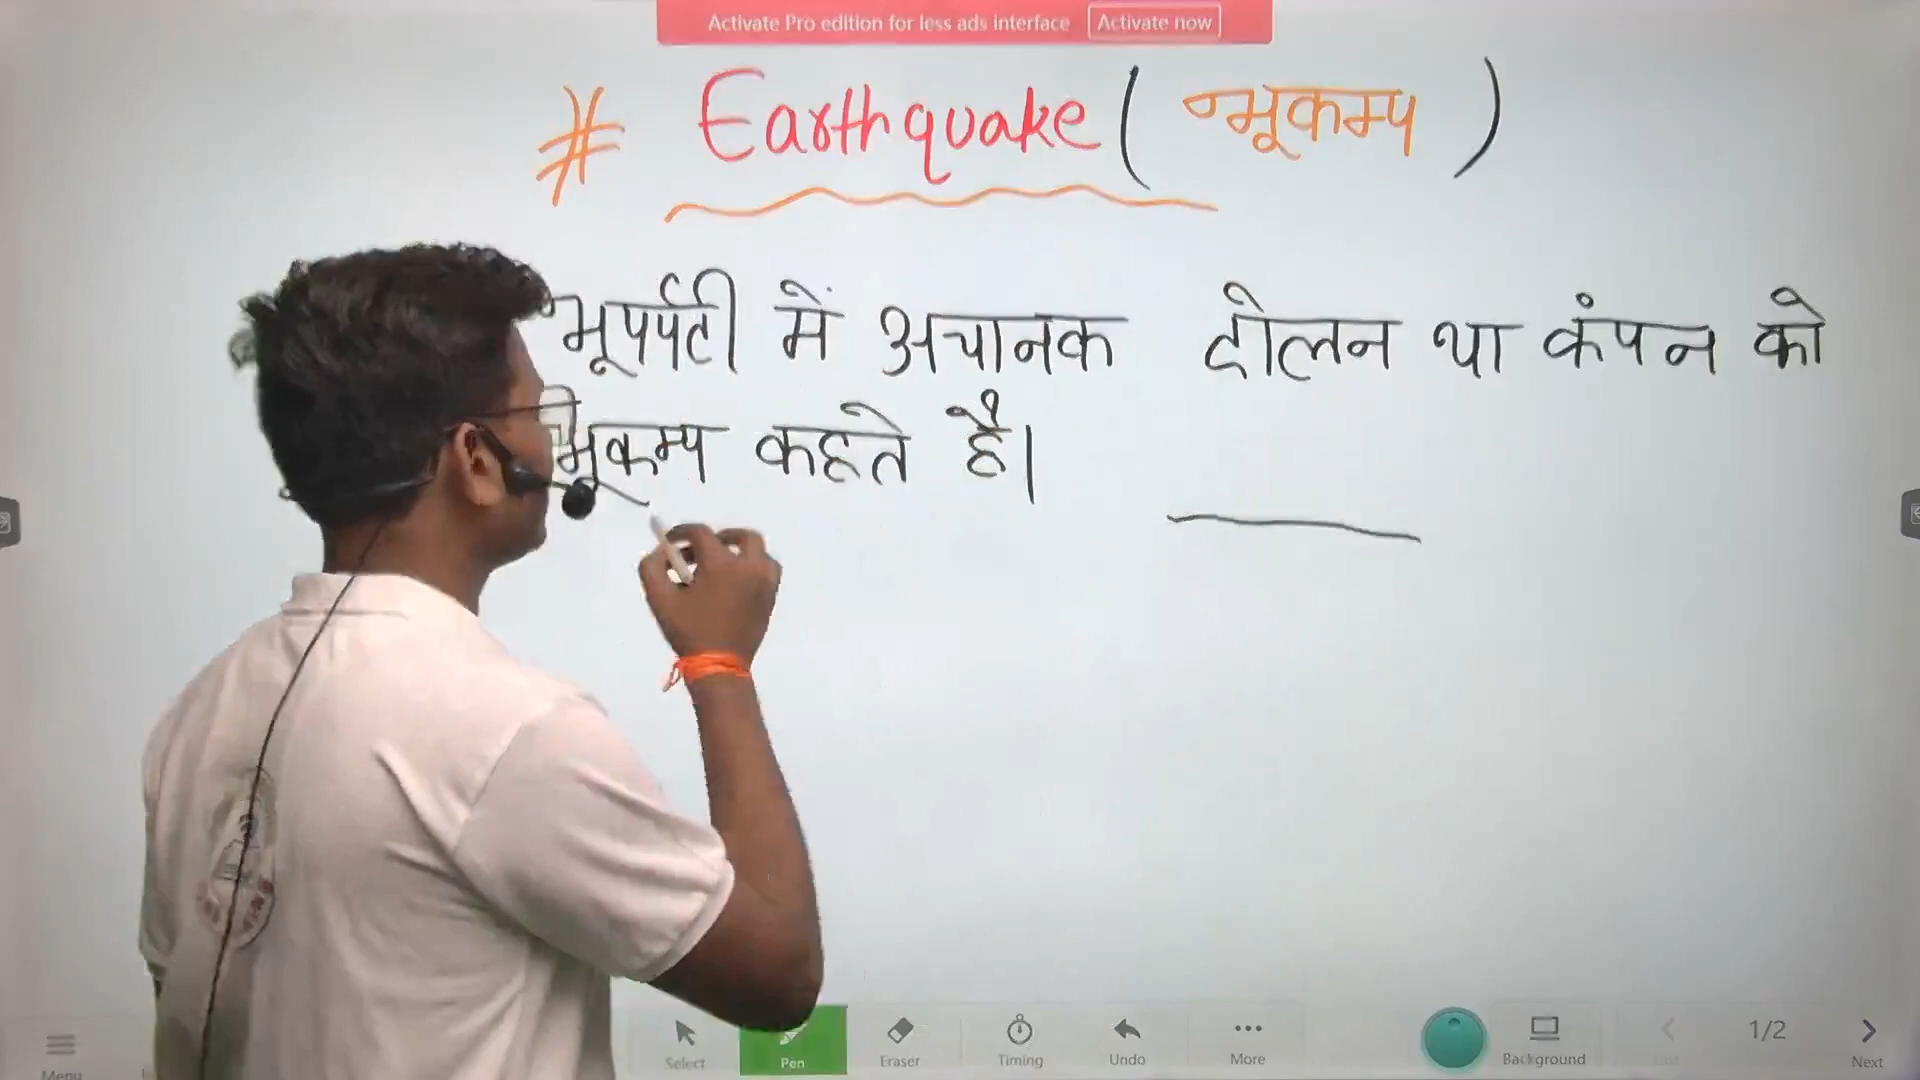 Activate Pro edition for less ads interface Activate now
# Earthquake ( भूकम्प )
भूपर्पटी में अचानक दोलन या कंपन को
भूकम्प कहते है।
Menu Select Pen Eraser Timing Undo More Background 1/2 Next